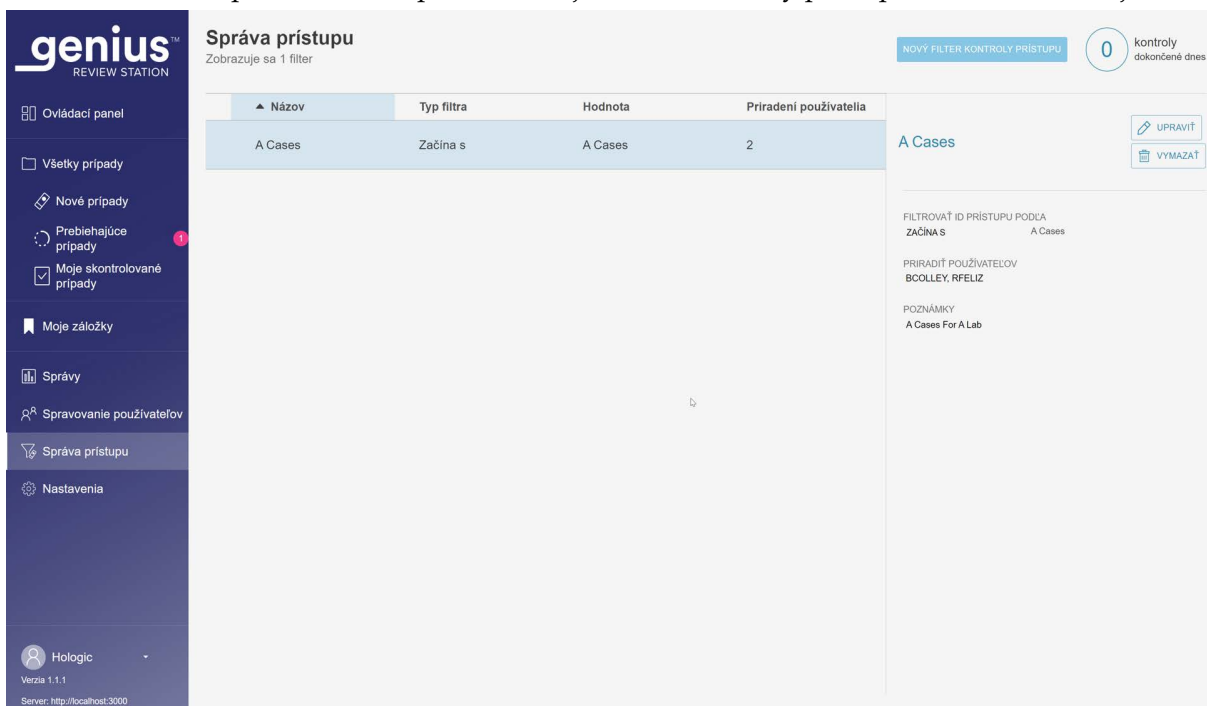 genius™
REVIEW STATION
Ovládací panel
Všetky prípady
Nové prípady
Prebiehajúce
prípady
1
Moje skontrolované
prípady
Moje záložky
Správy
Spravovanie používateľov
Správa prístupu
Nastavenia
Hologic
Verzia 1.1.1
Server: http://localhost:3000
Správa prístupu
Zobrazuje sa 1 filter
NOVÝ FILTER KONTROLY PRÍSTUPU
0
kontroly
dokončené dnes
Názov Typ filtra Hodnota Priradení používatelia
A Cases Začína s A Cases 2
A Cases
UPRAVIŤ
VYMAZAŤ
FILTROVAŤ ID PRÍSTUPU PODĽA
ZAČÍNA S A Cases
PRIRADIŤ POUŽÍVATEĽOV
BCOLLEY, RFELIZ
POZNÁMKY
A Cases For A Lab